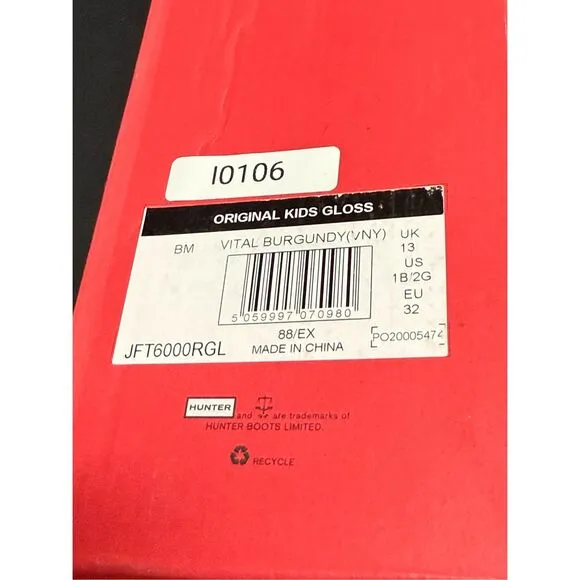 I0106
ORIGINAL KIDS GLOSS
BM VITAL BURGUNDY(VNY) UK
13
US
1B/2G
EU
32
5 059997 070980
88/EX
JFT6000RGL MADE IN CHINA PO20005474
HUNTER and are trademarks of
HUNTER BOOTS LIMITED.
RECYCLE